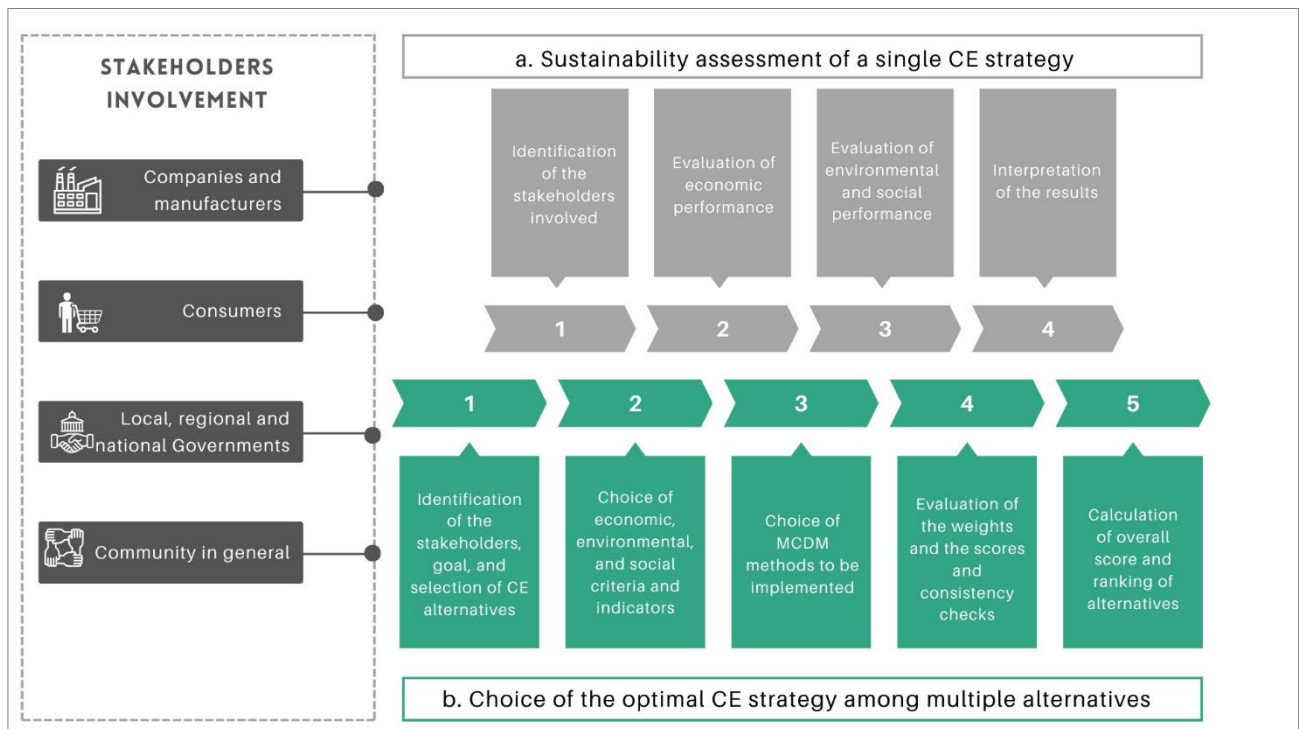 STAKEHOLDERS
INVOLVEMENT
Companies and
manufacturers
Consumers
Local, regional and
national Governments
Community in general
a. Sustainability assessment of a single CE strategy
Identification
of the
stakeholders
involved
Evaluation of
economic
performance
Evaluation of
environmental
and social
performance
Interpretation
of the results
1
2
3
4
1
2
3
4
5
Identification
of the
stakeholders,
goal, and
selection of CE
alternatives
Choice of
economic,
environmental,
and social
criteria and
indicators
Choice of
MCDM
methods to be
implemented
Evaluation of
the weights
and the scores
and
consistency
checks
Calculation
of overall
score and
ranking of
alternatives
b. Choice of the optimal CE strategy among multiple alternatives